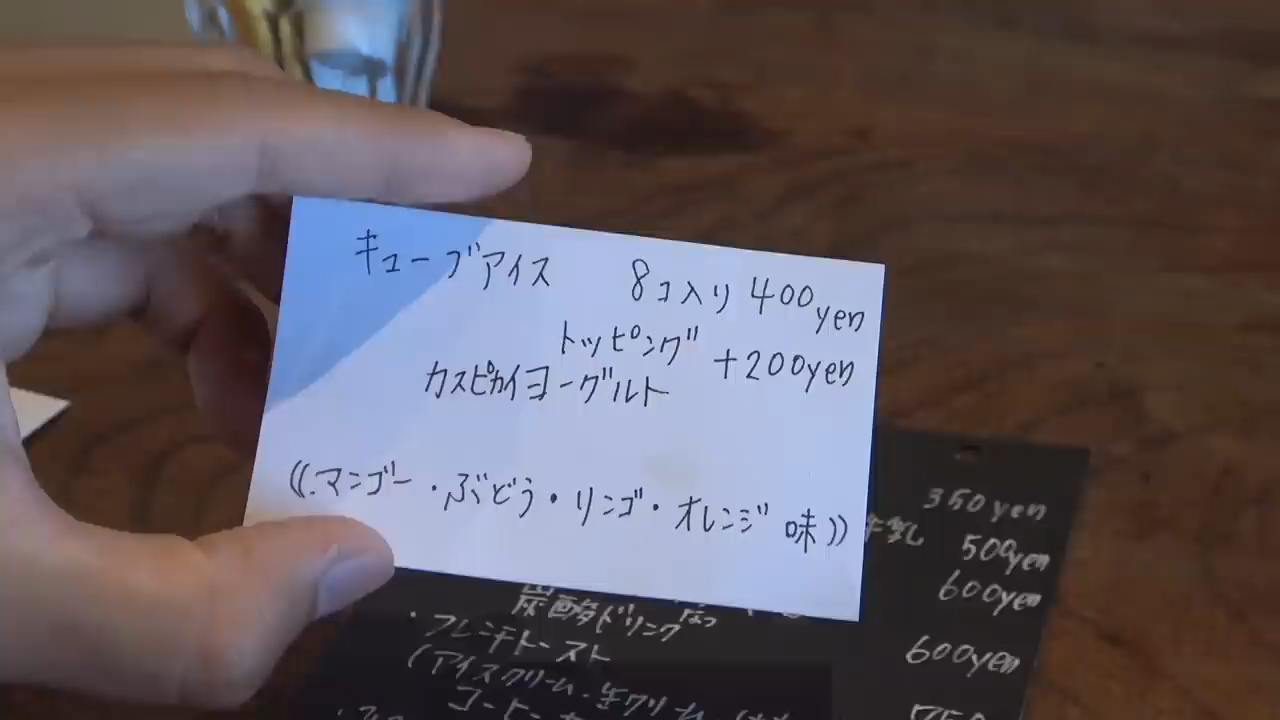 キューブアイス 8コ入り 400yen
トッピング +200yen
カスピカイヨーグルト
((マンゴー・ぶどう・リンゴ・オレンジ味))
350yen
牛乳 500yen
600yen
炭酸ドリンク
・フレンチトースト 600yen
(アイスクリーム・生クリーム